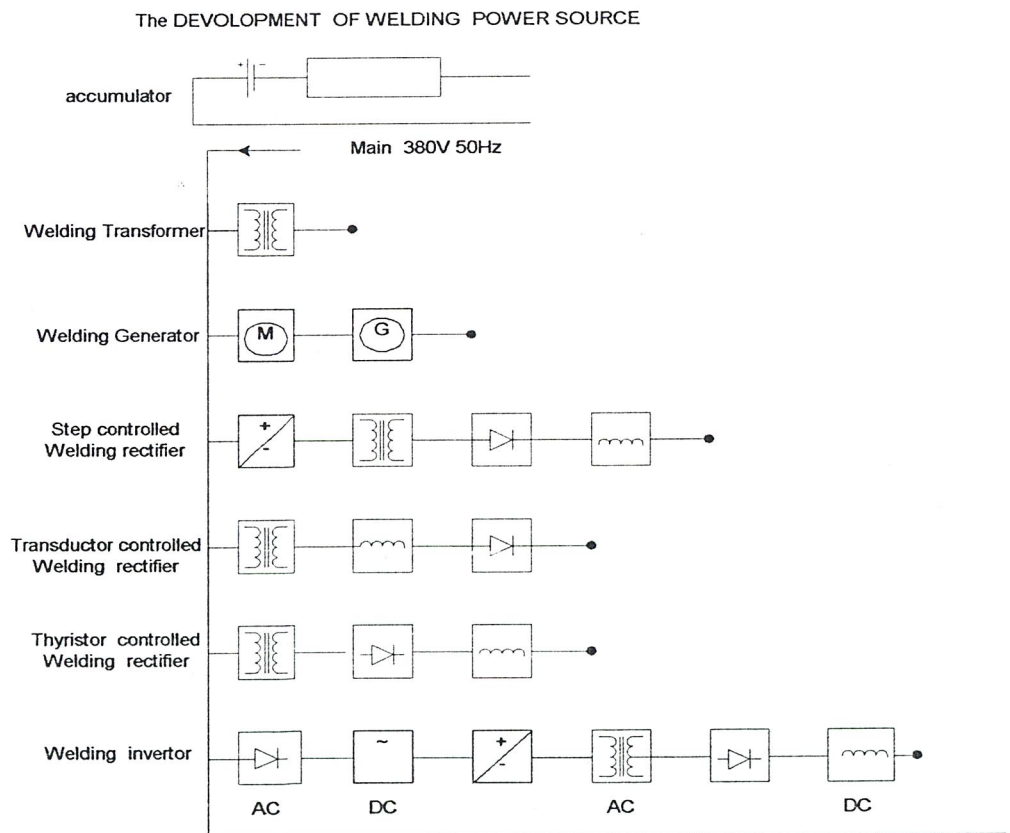 The DEVOLOPMENT OF WELDING POWER SOURCE
+ -
accumulator
Main 380V 50Hz
Welding Transformer
Welding Generator
M
G
Step controlled
Welding rectifier
+
-
Transductor controlled
Welding rectifier
Thyristor controlled
Welding rectifier
Welding invertor
~
+
-
AC
DC
AC
DC